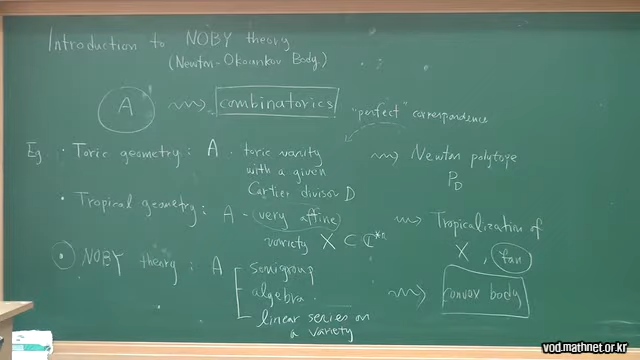 Introduction to NOBY theory
(Newton-Okounkov Body)
A ⇝ combinatorics
"perfect" correspondence
Eg • Toric geometry : A - toric variety ⇝ Newton polytope
with a given P_D
Cartier divisor D
• Tropical geometry : A - very affine ⇝ Tropicalization of
variety X ⊂ ℂ*ⁿ X, fan
• NOBY theory : A semigroup
algebra ⇝ Convex body
linear series on
a variety
vod.mathnet.or.kr